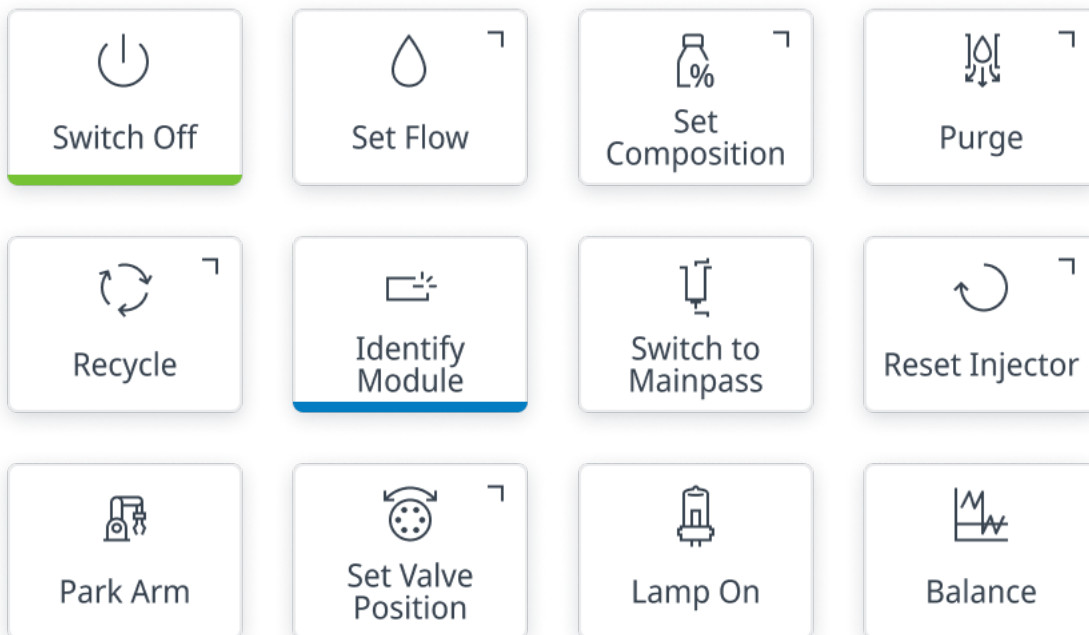 Switch Off
Set Flow
%
Set
Composition
Purge
Recycle
Identify
Module
Switch to
Mainpass
Reset Injector
Park Arm
Set Valve
Position
Lamp On
Balance